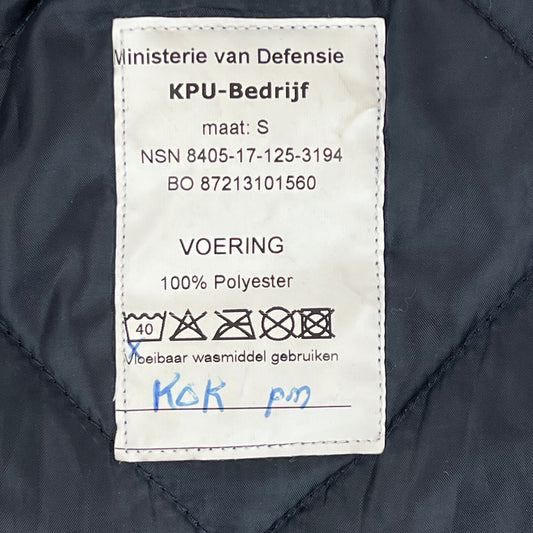 Ministerie van Defensie
KPU-Bedrijf
maat: S
NSN 8405-17-125-3194
BO 87213101560
VOERING
100% Polyester
40
Vloeibaar wasmiddel gebruiken
KOK pm